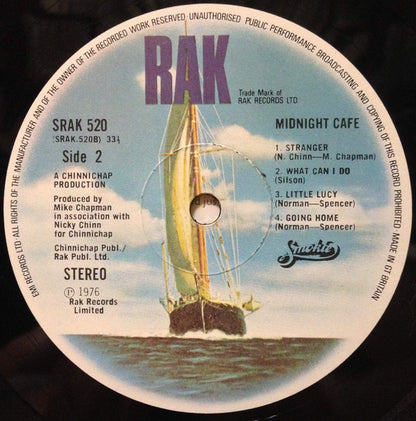 EMI RECORDS LTD ALL RIGHTS OF THE MANUFACTURER AND OF THE OWNER OF THE RECORDED WORK RESERVED UNAUTHORISED PUBLIC PERFORMANCE BROADCASTING AND COPYING OF THIS RECORD PROHIBITED MADE IN GT BRITAIN
RAK
Trade Mark of
RAK RECORDS LTD.
SRAK 520
(SRAK.520B) 33⅓
Side 2
A CHINNICHAP
PRODUCTION
Produced by
Mike Chapman
in association with
Nicky Chinn
for Chinnichap
Chinnichap Publ./
Rak Publ. Ltd.
STEREO
Ⓟ 1976
Rak Records
Limited
MIDNIGHT CAFE
1. STRANGER
(N. Chinn—M. Chapman)
2. WHAT CAN I DO
(Silson)
3. LITTLE LUCY
(Norman—Spencer)
4. GOING HOME
(Norman—Spencer)
Smokie